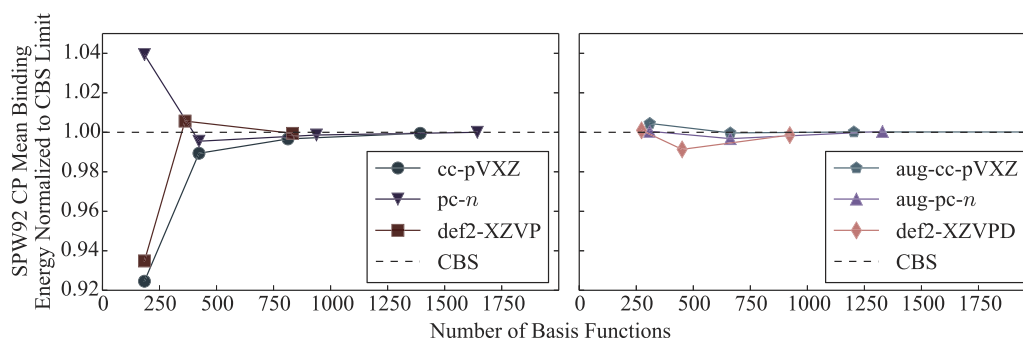 SPW92 CP Mean Binding
Energy Normalized to CBS Limit
1.04
1.02
1.00
0.98
0.96
0.94
0.92
cc-pVXZ
pc-n
def2-XZVP
CBS
0 250 500 750 1000 1250 1500 1750
aug-cc-pVXZ
aug-pc-n
def2-XZVPD
CBS
0 250 500 750 1000 1250 1500 1750
Number of Basis Functions